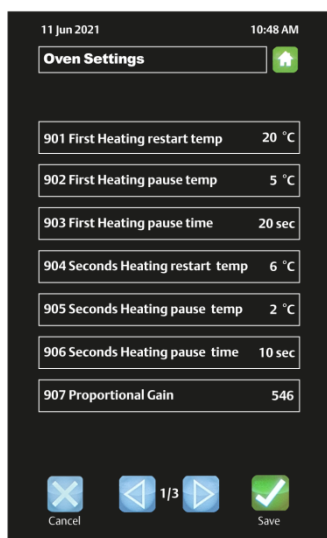 11 Jun 2021 10:48 AM
Oven Settings
901 First Heating restart temp 20 °C
902 First Heating pause temp 5 °C
903 First Heating pause time 20 sec
904 Seconds Heating restart temp 6 °C
905 Seconds Heating pause temp 2 °C
906 Seconds Heating pause time 10 sec
907 Proportional Gain 546
1/3
Cancel Save